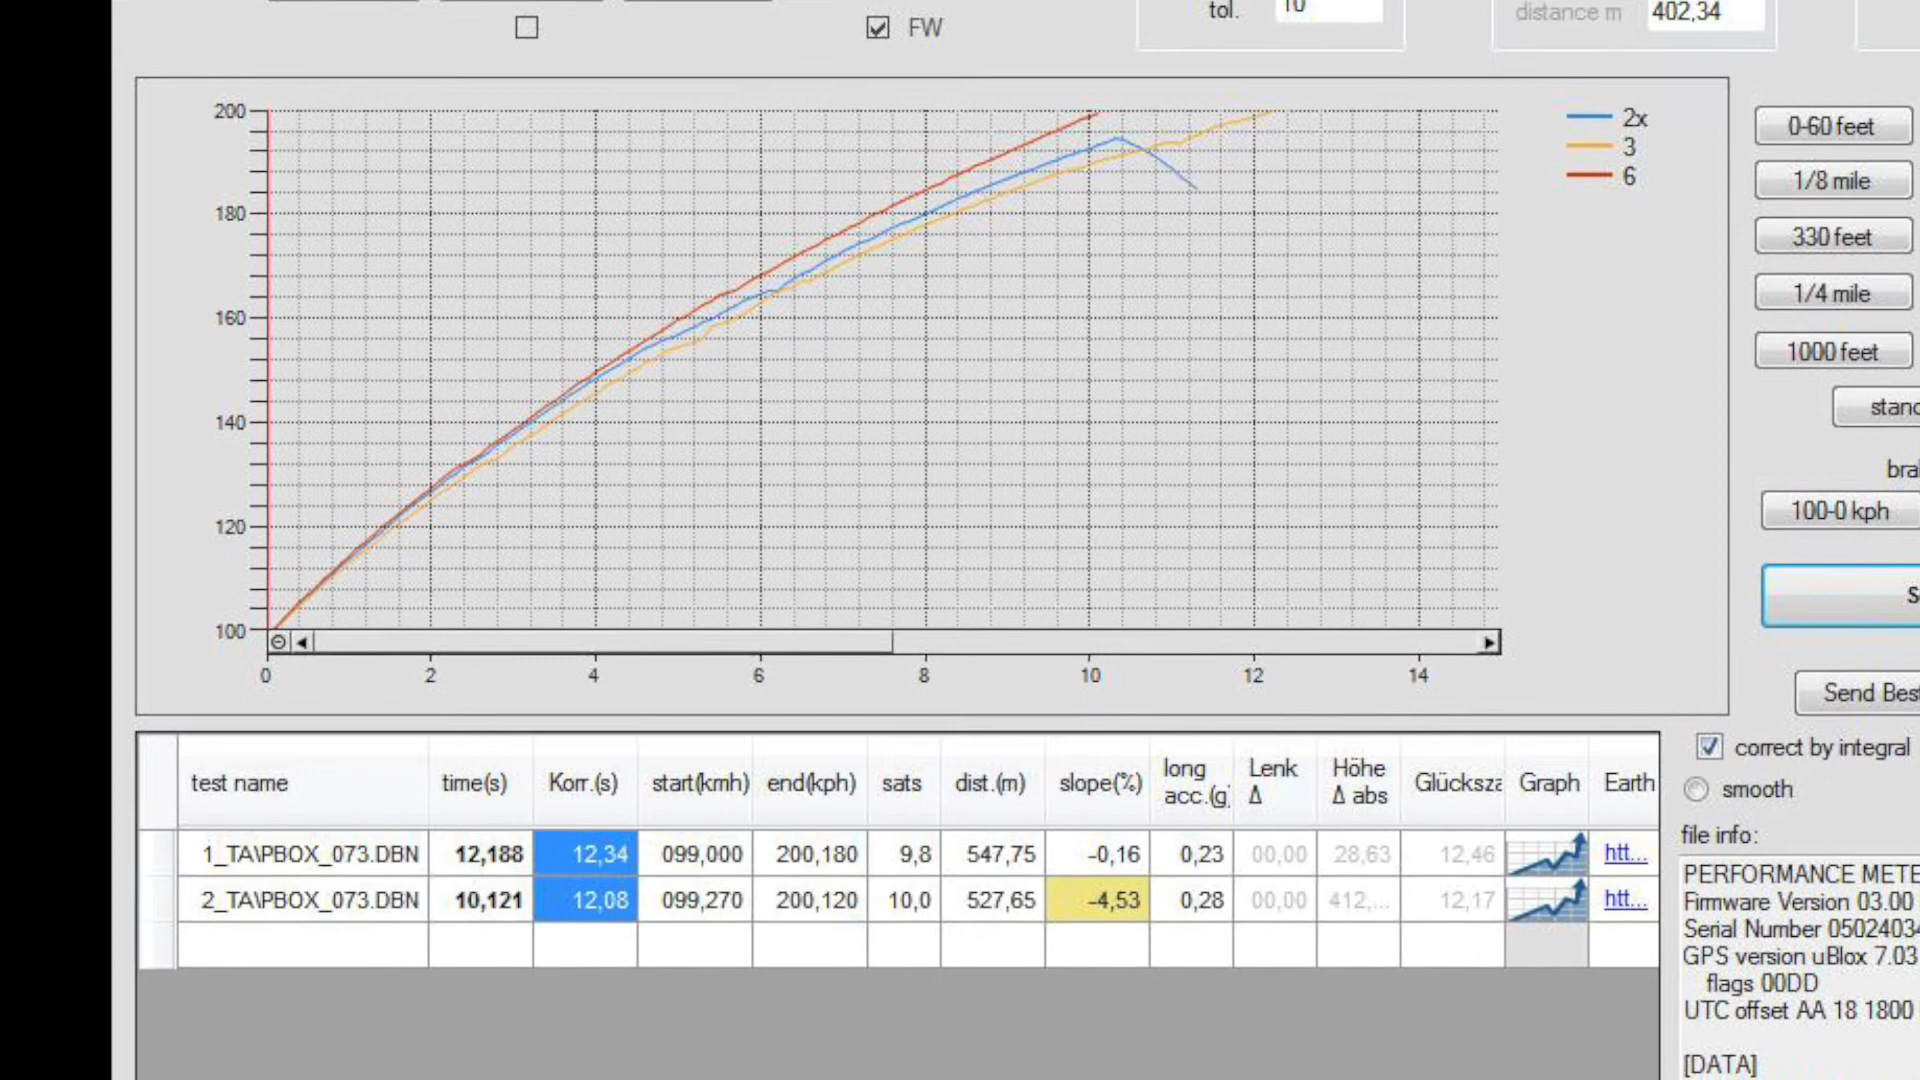 tol.
10
distance m 402,34
FW
200
180
160
140
120
100
0 2 4 6 8 10 12 14
2x
3
6
0-60 feet
1/8 mile
330 feet
1/4 mile
1000 feet
100-0 kph
correct by integral
smooth
file info:
PERFORMANCE METE
Firmware Version 03.00
Serial Number 0502403
GPS version uBlox 7.03
flags 00DD
UTC offset AA 18 1800
[DATA]
test name time(s) Korr.(s) start(kmh) end(kph) sats dist.(m) slope(%) long acc.(g) Lenk Δ Höhe Δ abs Glücksza Graph Earth
1_TA\PBOX_073.DBN 12,188 12,34 099,000 200,180 9,8 547,75 -0,16 0,23 00,00 28,63 12,46 htt...
2_TA\PBOX_073.DBN 10,121 12,08 099,270 200,120 10,0 527,65 -4,53 0,28 00,00 412,... 12,17 htt...